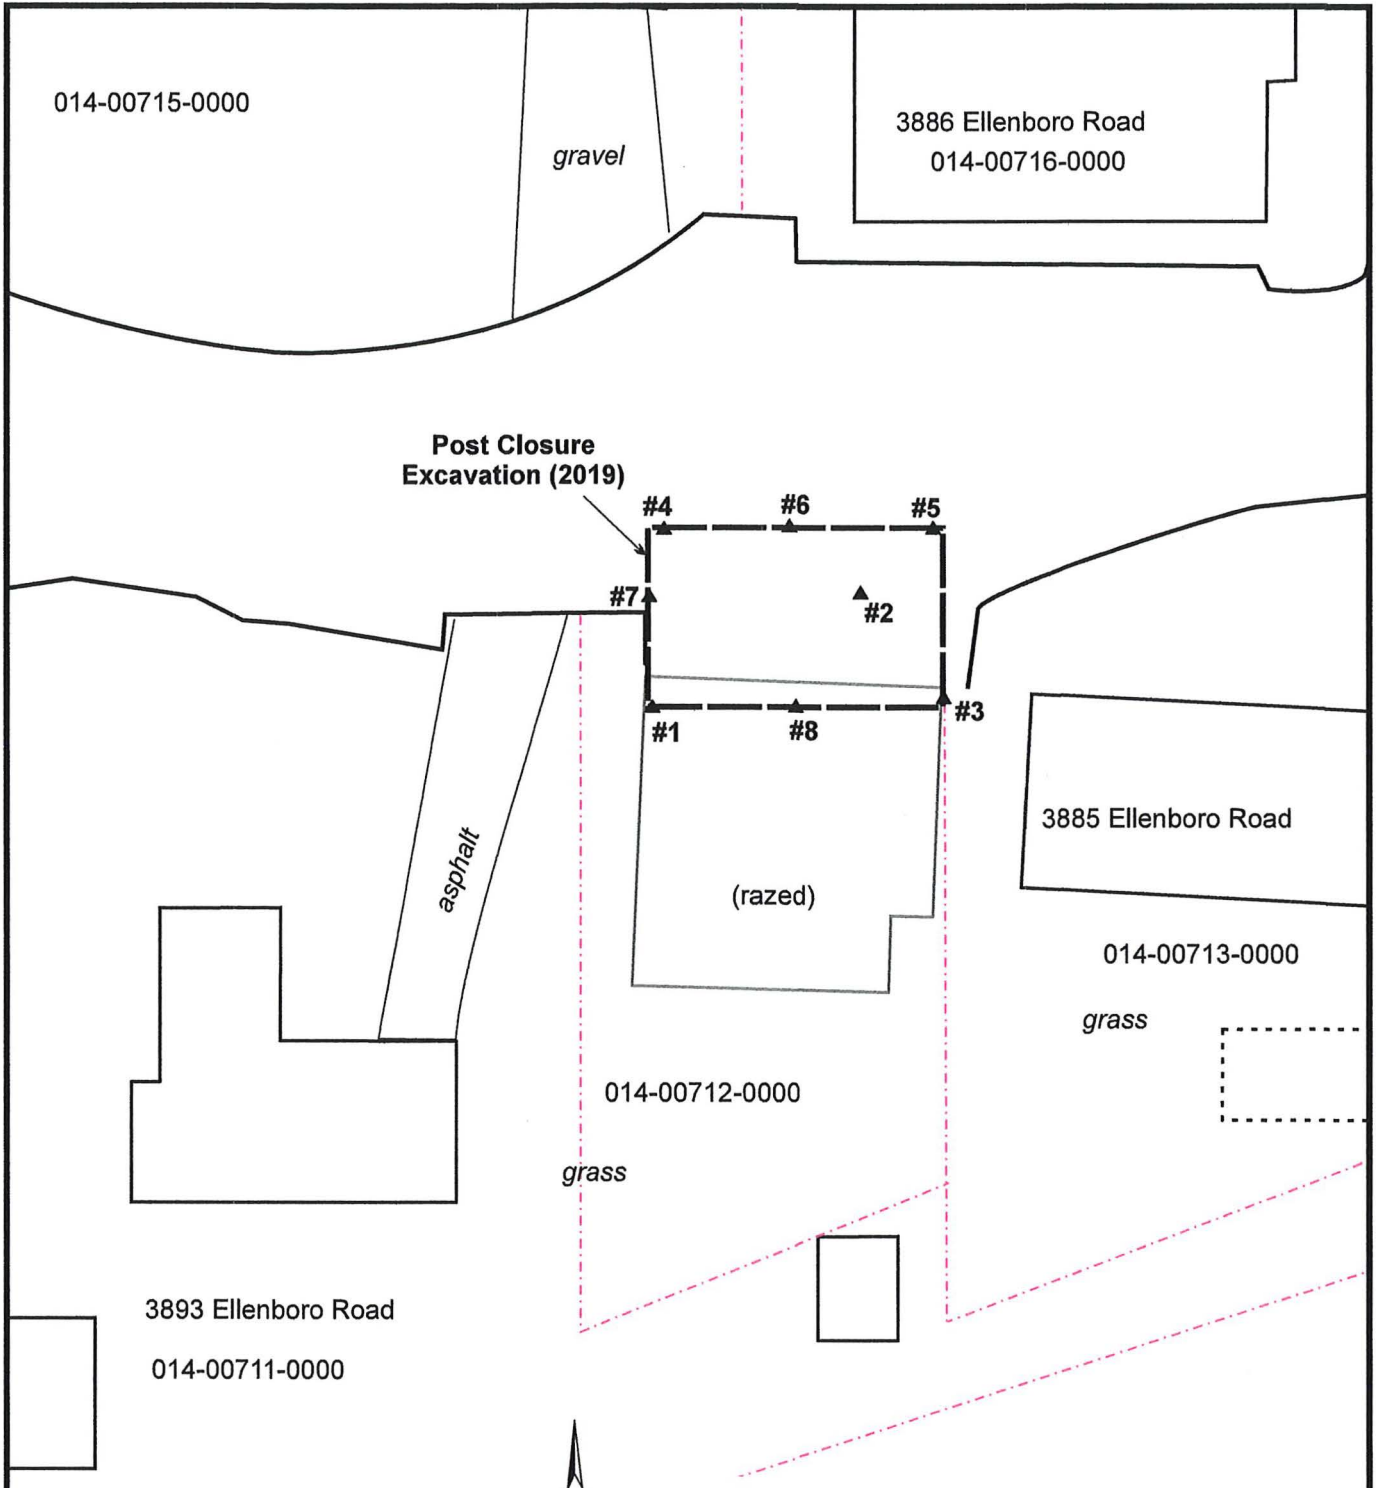 014-00715-0000
gravel
3886 Ellenboro Road
014-00716-0000
Post Closure
Excavation (2019)
#4
#6
#5
#7
#2
#1
#8
#3
asphalt
3885 Ellenboro Road
(razed)
014-00713-0000
grass
014-00712-0000
grass
3893 Ellenboro Road
014-00711-0000